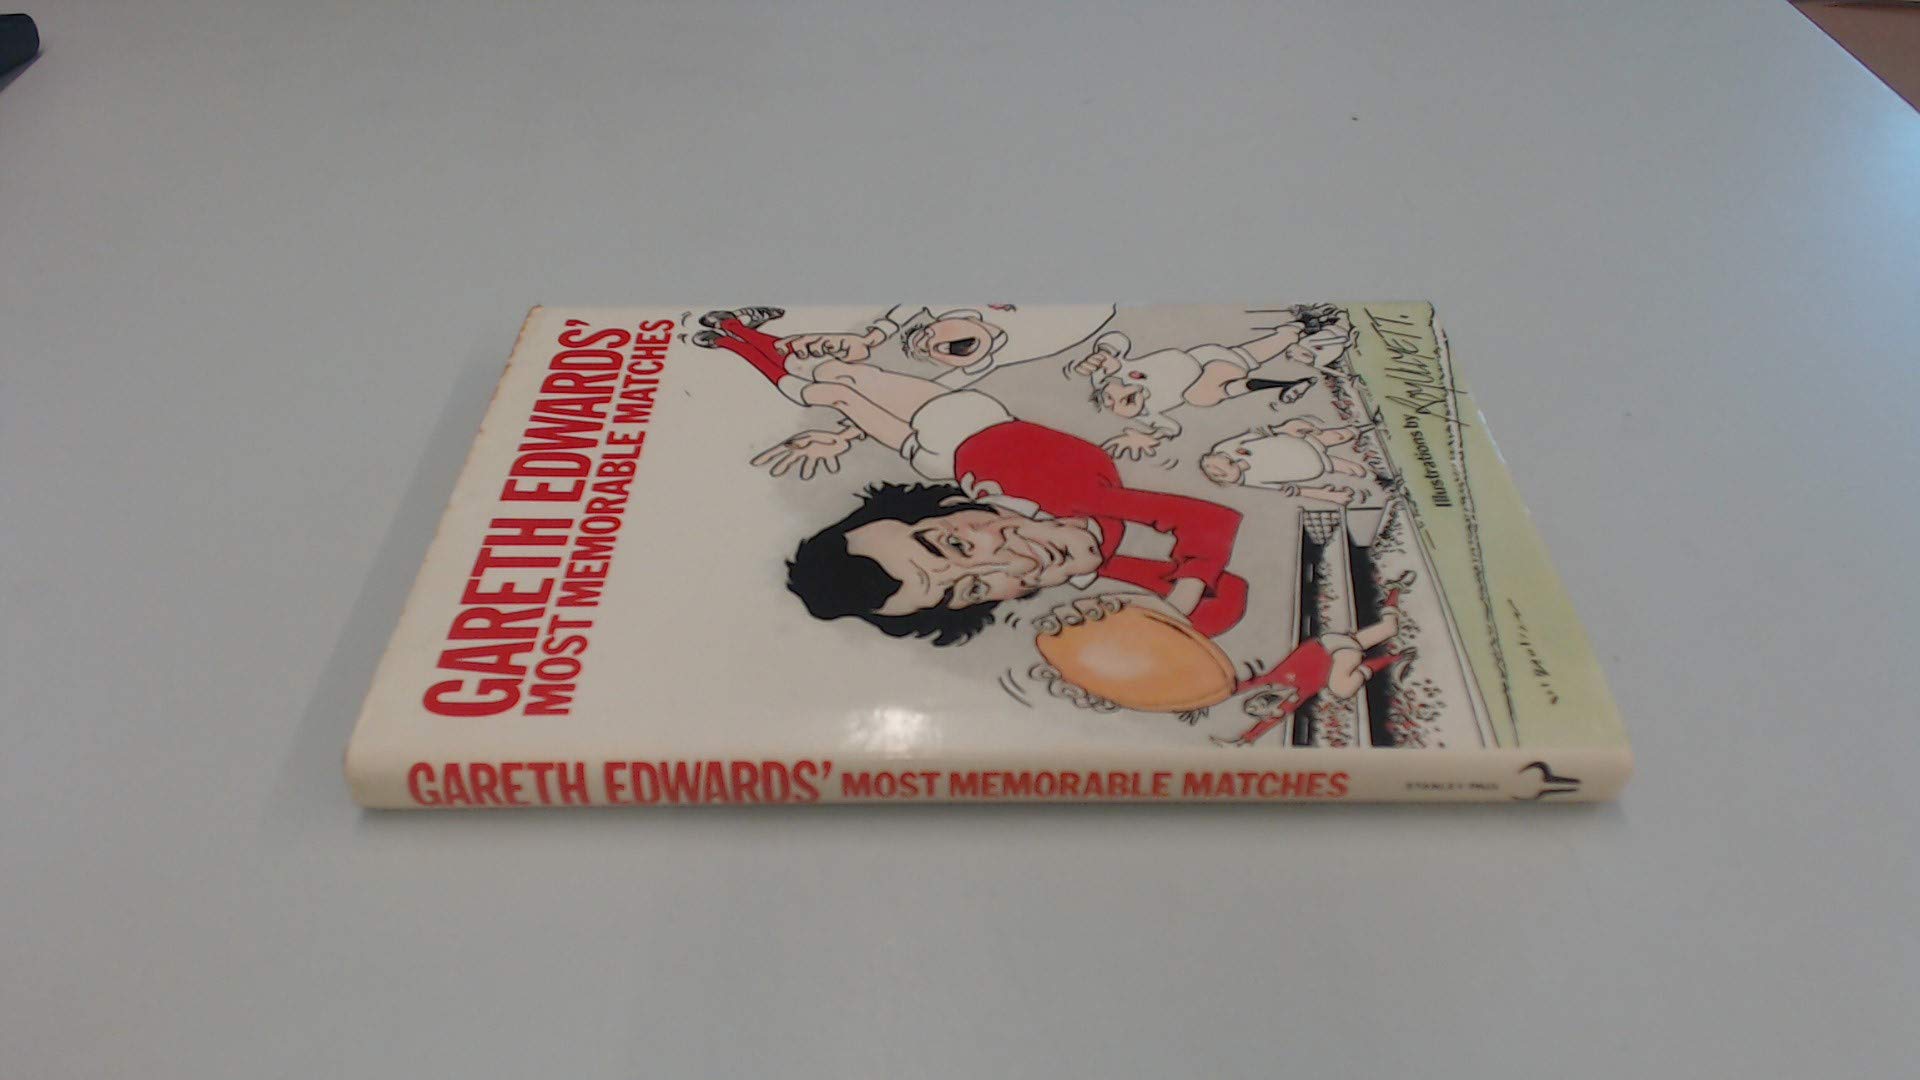 GARETH EDWARDS'
MOST MEMORABLE MATCHES
Illustrations by
GARETH EDWARDS' MOST MEMORABLE MATCHES STANLEY PAUL